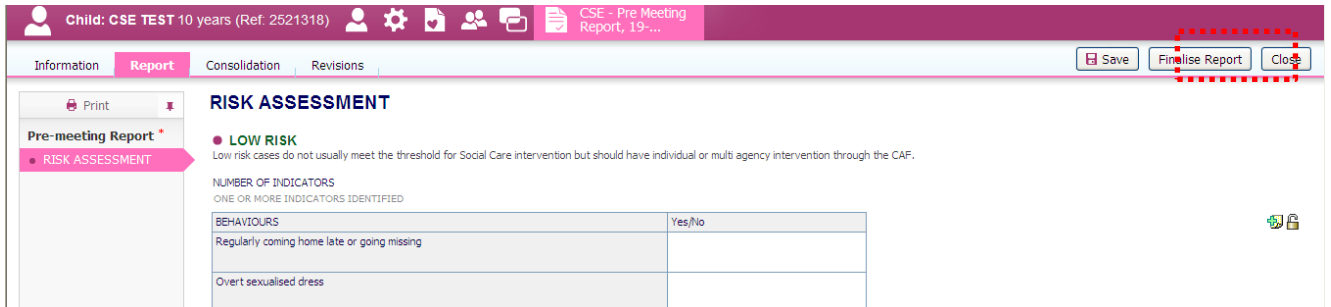 Child: CSE TEST 10 years (Ref: 2521318)
CSE - Pre Meeting
Report, 19-...
Information Report Consolidation Revisions Save Finalise Report Close
Print
Pre-meeting Report *
RISK ASSESSMENT
RISK ASSESSMENT
LOW RISK
Low risk cases do not usually meet the threshold for Social Care intervention but should have individual or multi agency intervention through the CAF.
NUMBER OF INDICATORS
ONE OR MORE INDICATORS IDENTIFIED
BEHAVIOURS Yes/No
Regularly coming home late or going missing
Overt sexualised dress